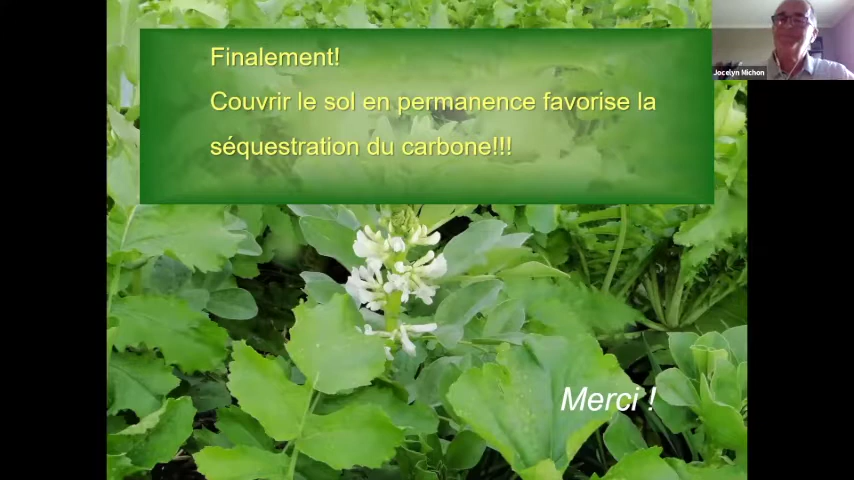 Finalement!
Couvrir le sol en permanence favorise la
séquestration du carbone!!!
Jocelyn Michon
Merci !